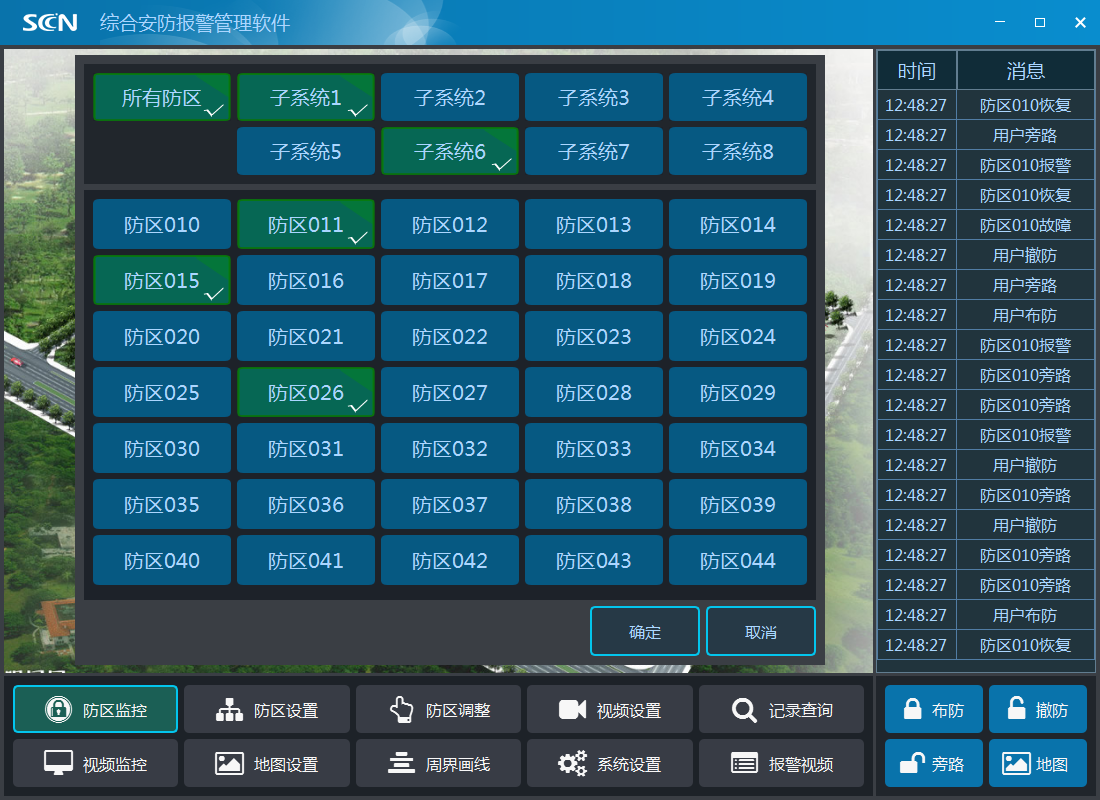 SCN 综合安防报警管理软件
所有防区 子系统1 子系统2 子系统3 子系统4
子系统5 子系统6 子系统7 子系统8
防区010 防区011 防区012 防区013 防区014
防区015 防区016 防区017 防区018 防区019
防区020 防区021 防区022 防区023 防区024
防区025 防区026 防区027 防区028 防区029
防区030 防区031 防区032 防区033 防区034
防区035 防区036 防区037 防区038 防区039
防区040 防区041 防区042 防区043 防区044
确定 取消
时间 消息
12:48:27 防区010恢复
12:48:27 用户旁路
12:48:27 防区010报警
12:48:27 防区010恢复
12:48:27 防区010故障
12:48:27 用户撤防
12:48:27 用户旁路
12:48:27 用户布防
12:48:27 防区010报警
12:48:27 防区010旁路
12:48:27 防区010旁路
12:48:27 防区010报警
12:48:27 用户撤防
12:48:27 防区010旁路
12:48:27 用户撤防
12:48:27 防区010旁路
12:48:27 防区010旁路
12:48:27 用户布防
12:48:27 防区010恢复
防区监控 防区设置 防区调整 视频设置 记录查询
视频监控 地图设置 周界画线 系统设置 报警视频
布防 撤防
旁路 地图